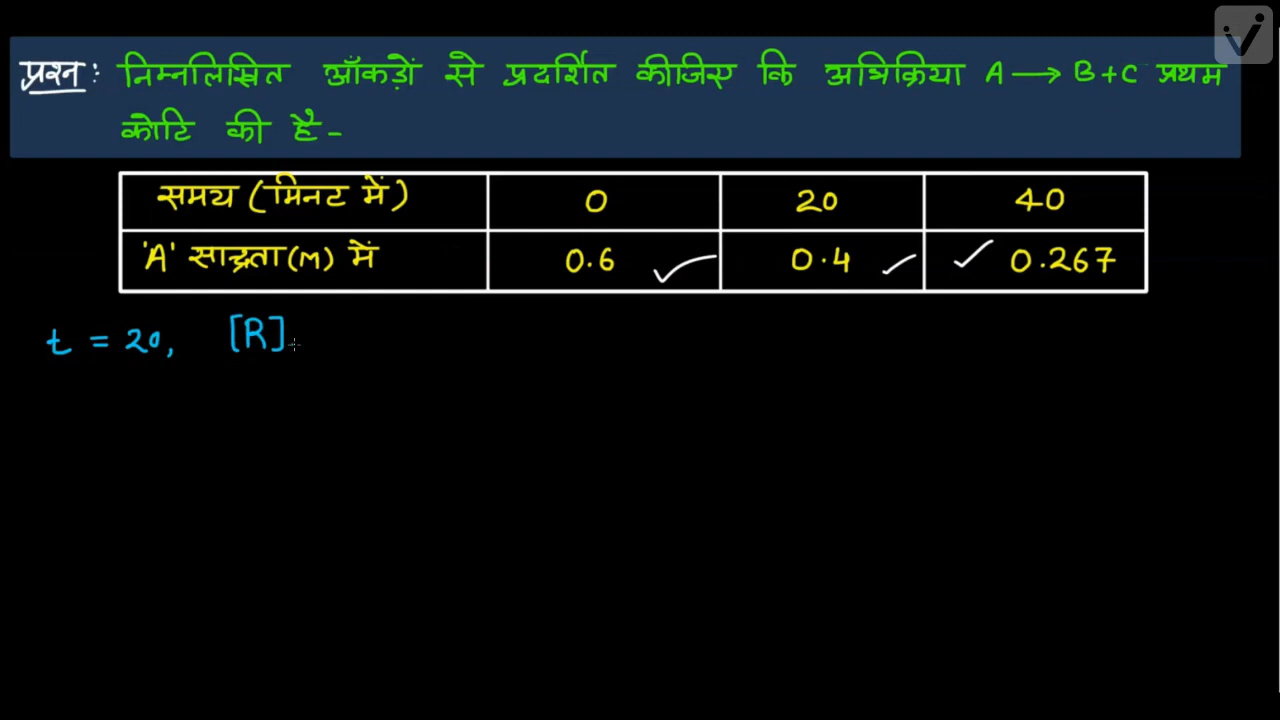 प्रश्न: निम्नलिखित आँकड़ों से प्रदर्शित कीजिए कि अभिक्रिया A → B + C प्रथम
कोटि की है -
समय (मिनट में) 0 20 40
'A' सान्द्रता (M) में 0.6 0.4 0.267
t = 20, [R]